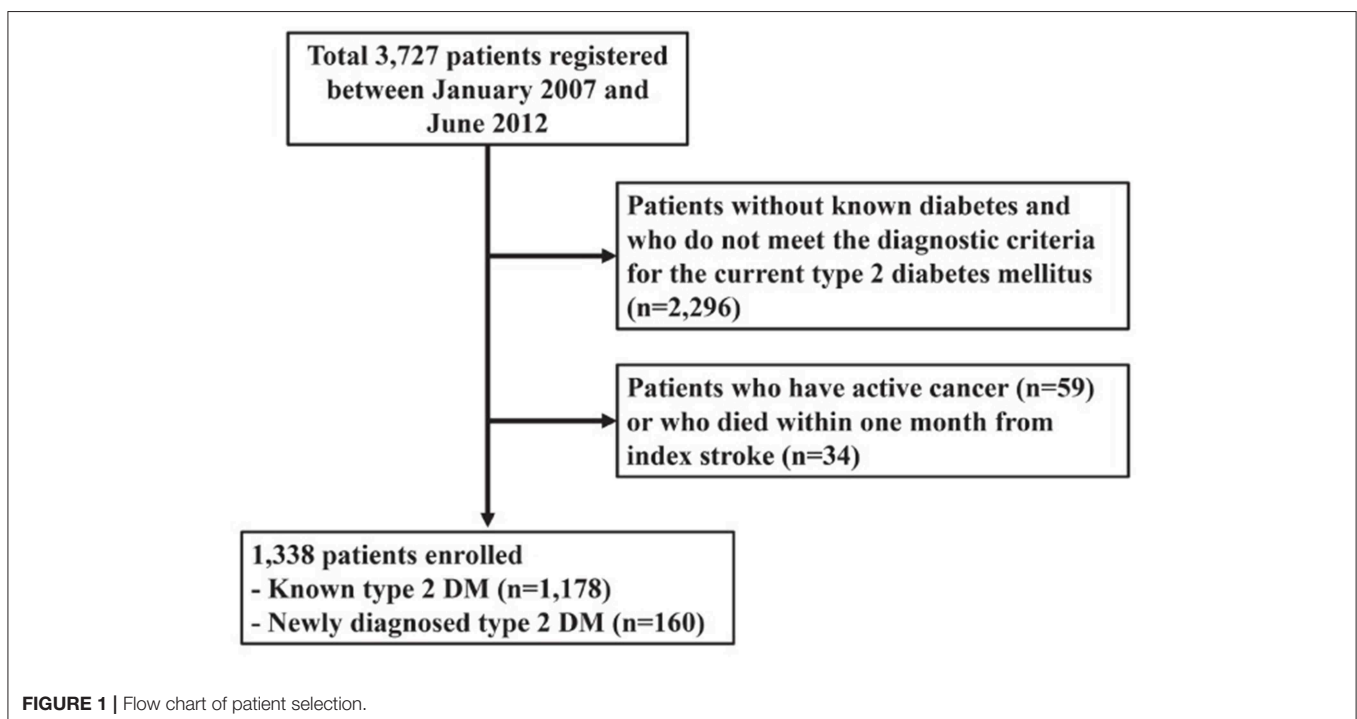 Total 3,727 patients registered
between January 2007 and
June 2012
Patients without known diabetes and
who do not meet the diagnostic criteria
for the current type 2 diabetes mellitus
(n=2,296)
Patients who have active cancer (n=59)
or who died within one month from
index stroke (n=34)
1,338 patients enrolled
- Known type 2 DM (n=1,178)
- Newly diagnosed type 2 DM (n=160)
FIGURE 1 | Flow chart of patient selection.